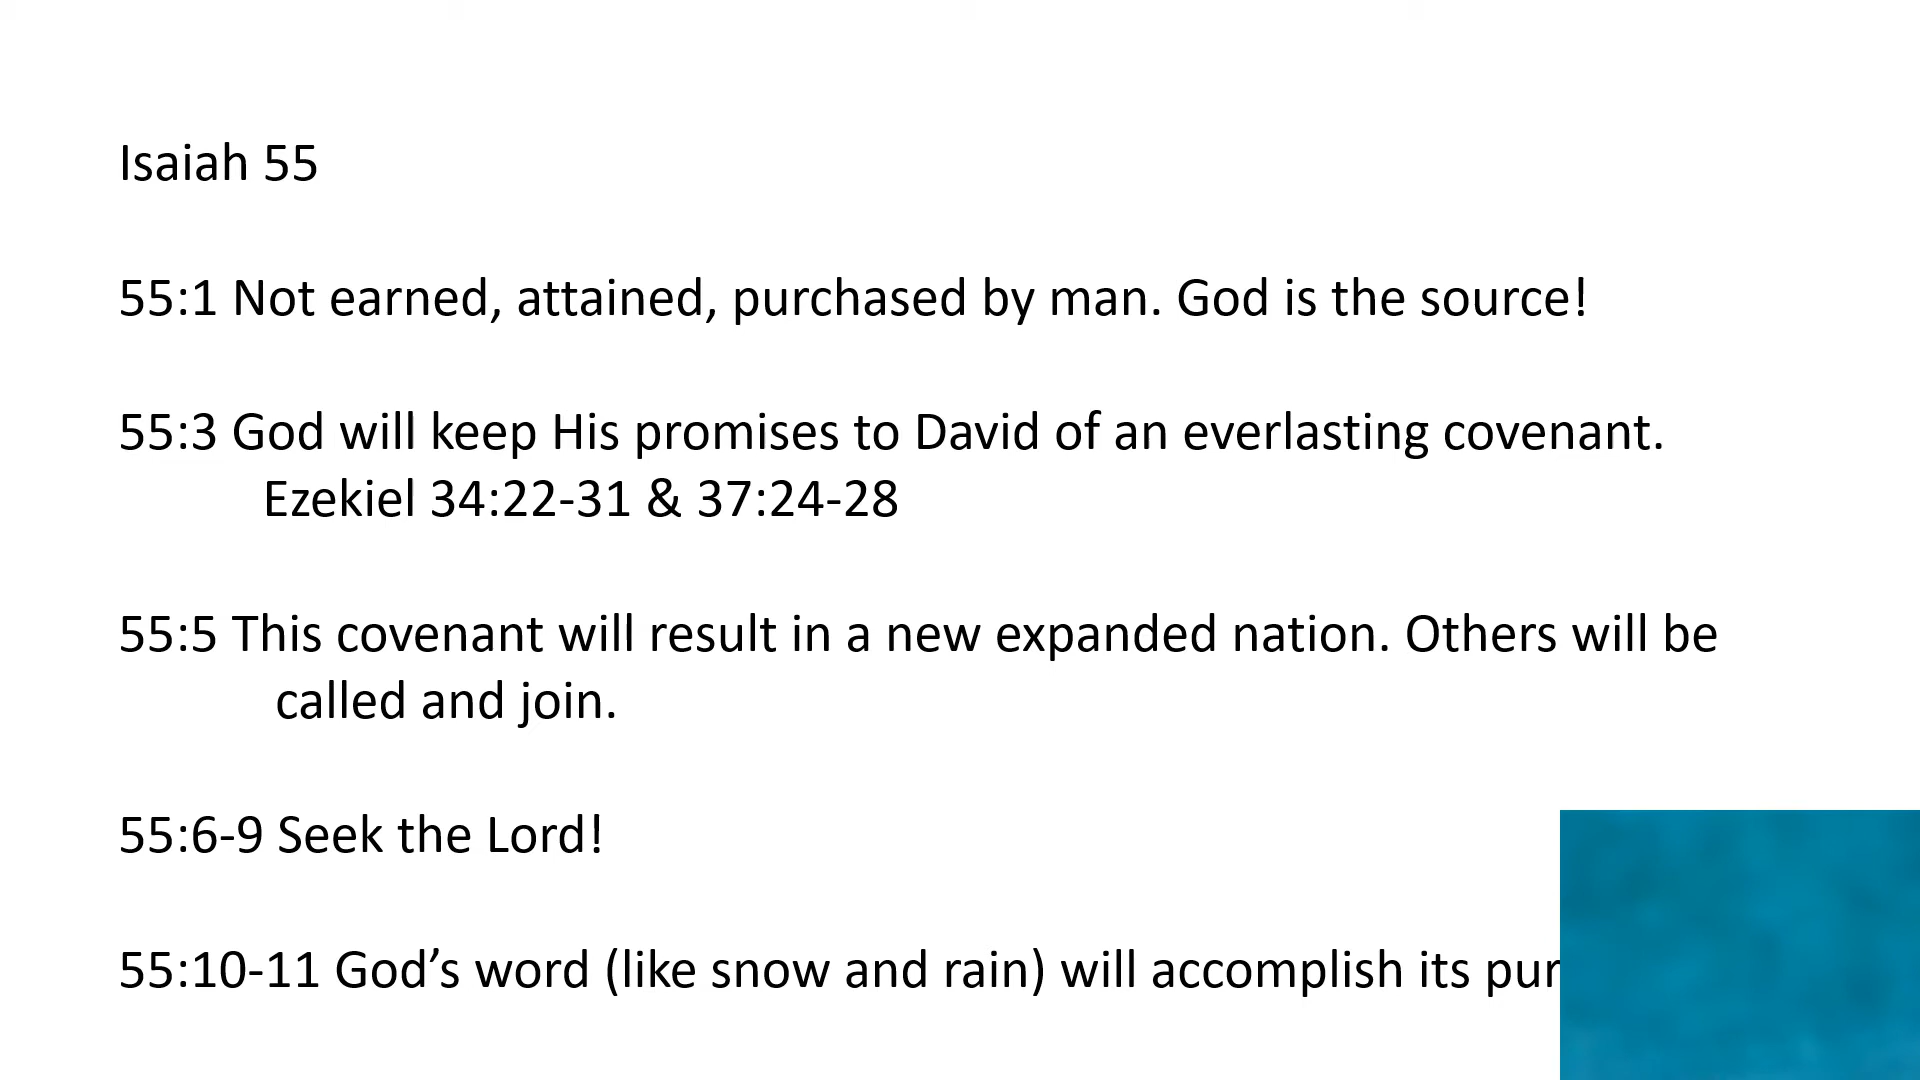 Isaiah 55
55:1 Not earned, attained, purchased by man. God is the source!
55:3 God will keep His promises to David of an everlasting covenant.
Ezekiel 34:22-31 & 37:24-28
55:5 This covenant will result in a new expanded nation. Others will be
called and join.
55:6-9 Seek the Lord!
55:10-11 God’s word (like snow and rain) will accomplish its